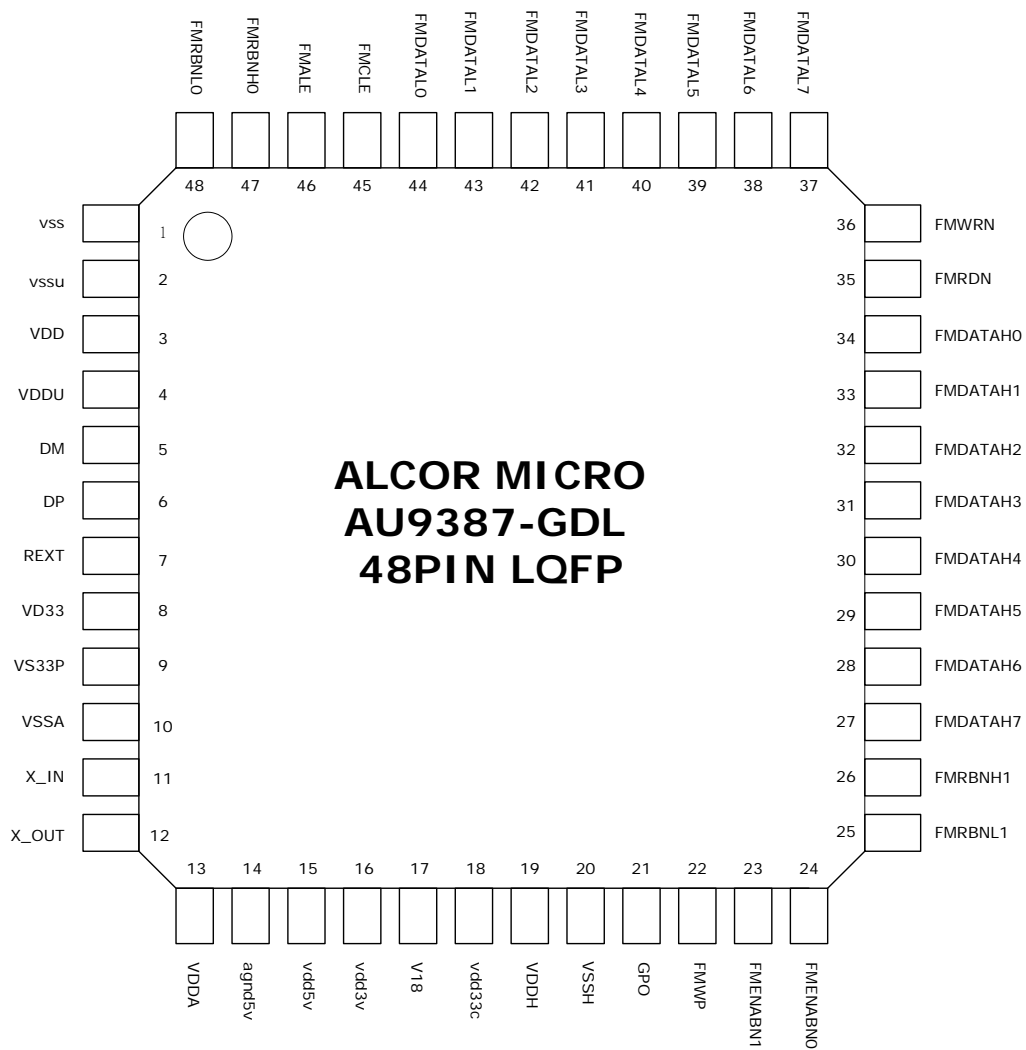 FMRBNL0
FMRBNH0
FMALE
FMCLE
FMDATAL0
FMDATAL1
FMDATAL2
FMDATAL3
FMDATAL4
FMDATAL5
FMDATAL6
FMDATAL7
48 47 46 45 44 43 42 41 40 39 38 37
vss 1
vssu 2
VDD 3
VDDU 4
DM 5
DP 6
REXT 7
VD33 8
VS33P 9
VSSA 10
X_IN 11
X_OUT 12
ALCOR MICRO
AU9387-GDL
48PIN LQFP
36 FMWRN
35 FMRDN
34 FMDATAH0
33 FMDATAH1
32 FMDATAH2
31 FMDATAH3
30 FMDATAH4
29 FMDATAH5
28 FMDATAH6
27 FMDATAH7
26 FMRBNH1
25 FMRBNL1
13 14 15 16 17 18 19 20 21 22 23 24
VDDA
agnd5v
vdd5v
vdd3v
V18
vdd33c
VDDH
VSSH
GPO
FMWP
FMENABN1
FMENABN0